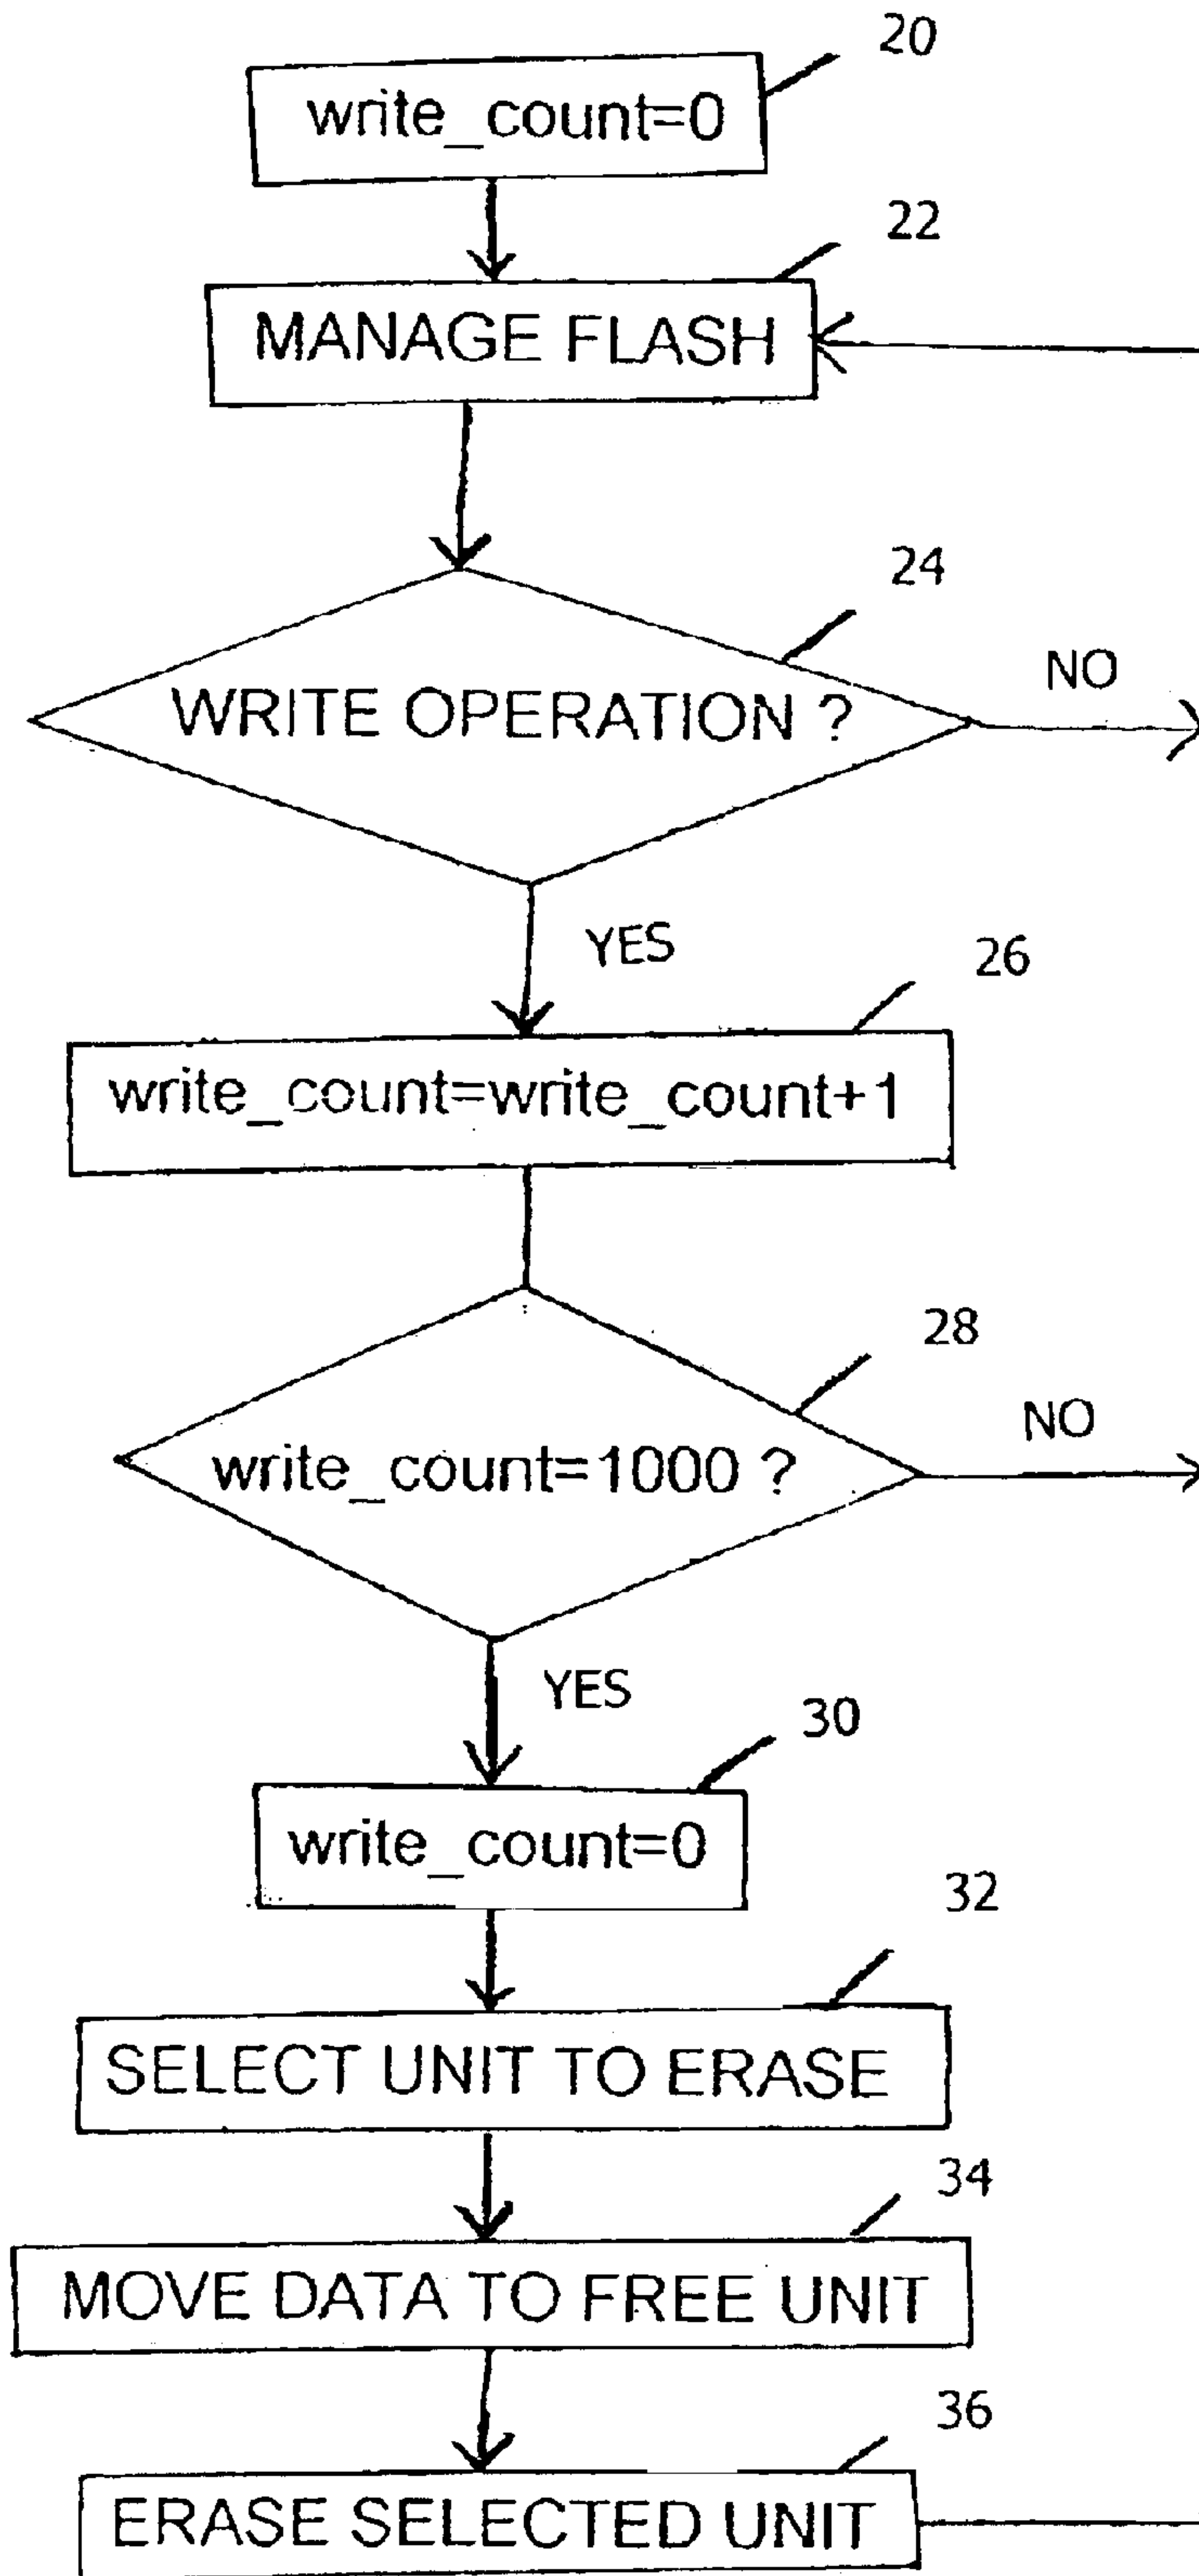 20
write_count=0
22
MANAGE FLASH
24
WRITE OPERATION ?
NO
YES
26
write_count=write_count+1
28
write_count=1000 ?
NO
YES
30
write_count=0
32
SELECT UNIT TO ERASE
34
MOVE DATA TO FREE UNIT
36
ERASE SELECTED UNIT